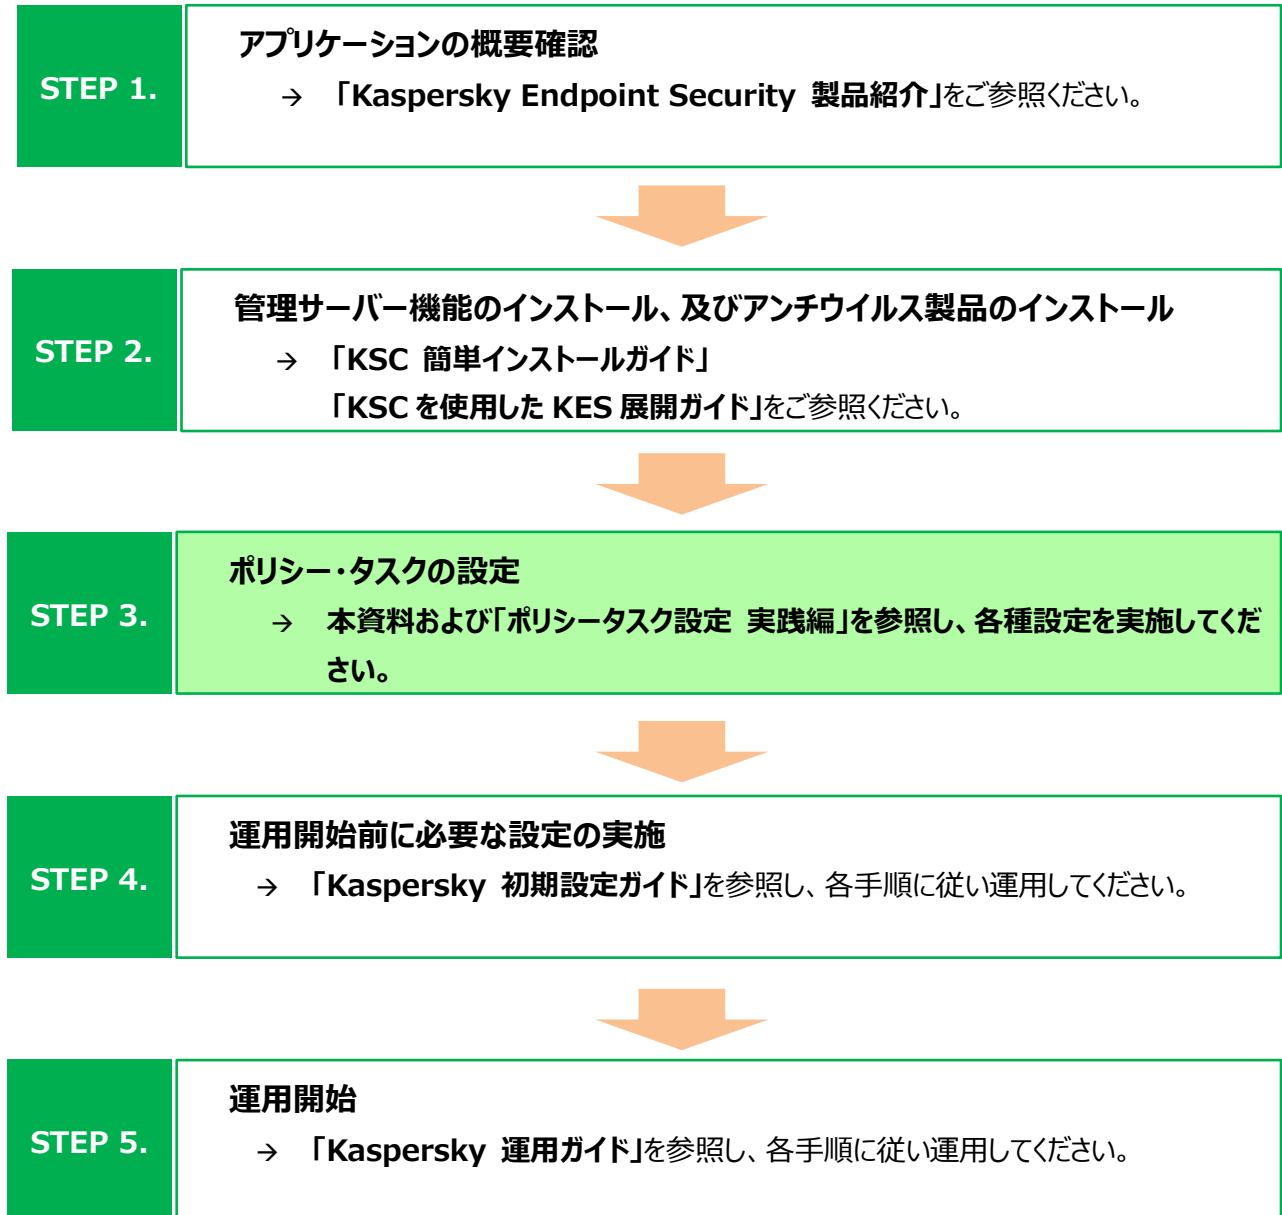 STEP 1.
アプリケーションの概要確認
→ 「Kaspersky Endpoint Security 製品紹介」をご参照ください。
STEP 2.
管理サーバー機能のインストール、及びアンチウイルス製品のインストール
→ 「KSC 簡単インストールガイド」
「KSC を使用した KES 展開ガイド」をご参照ください。
STEP 3.
ポリシー・タスクの設定
→ 本資料および「ポリシータスク設定 実践編」を参照し、各種設定を実施してくだ
さい。
STEP 4.
運用開始前に必要な設定の実施
→ 「Kaspersky 初期設定ガイド」を参照し、各手順に従い運用してください。
STEP 5.
運用開始
→ 「Kaspersky 運用ガイド」を参照し、各手順に従い運用してください。